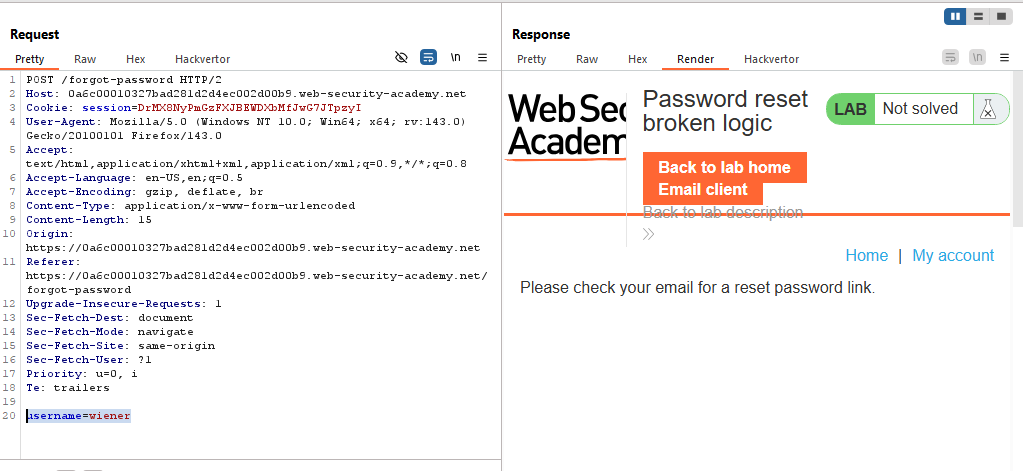 Request
Pretty Raw Hex Hackvertor \n
1 POST /forgot-password HTTP/2
2 Host: 0a6c00010327bad281d2d4ec002d00b9.web-security-academy.net
3 Cookie: session=DrMX8NyPmGzFXJBEWDXbMfJwG7JTpzyI
4 User-Agent: Mozilla/5.0 (Windows NT 10.0; Win64; x64; rv:143.0)
Gecko/20100101 Firefox/143.0
5 Accept:
text/html,application/xhtml+xml,application/xml;q=0.9,*/*;q=0.8
6 Accept-Language: en-US,en;q=0.5
7 Accept-Encoding: gzip, deflate, br
8 Content-Type: application/x-www-form-urlencoded
9 Content-Length: 15
10 Origin:
https://0a6c00010327bad281d2d4ec002d00b9.web-security-academy.net
11 Referer:
https://0a6c00010327bad281d2d4ec002d00b9.web-security-academy.net/
forgot-password
12 Upgrade-Insecure-Requests: 1
13 Sec-Fetch-Dest: document
14 Sec-Fetch-Mode: navigate
15 Sec-Fetch-Site: same-origin
16 Sec-Fetch-User: ?1
17 Priority: u=0, i
18 Te: trailers
19
20 username=wiener
Response
Pretty Raw Hex Render Hackvertor \n
Web Sec
Academ
Password reset
broken logic
LAB Not solved
Back to lab home
Email client
Back to lab description
Home | My account
Please check your email for a reset password link.